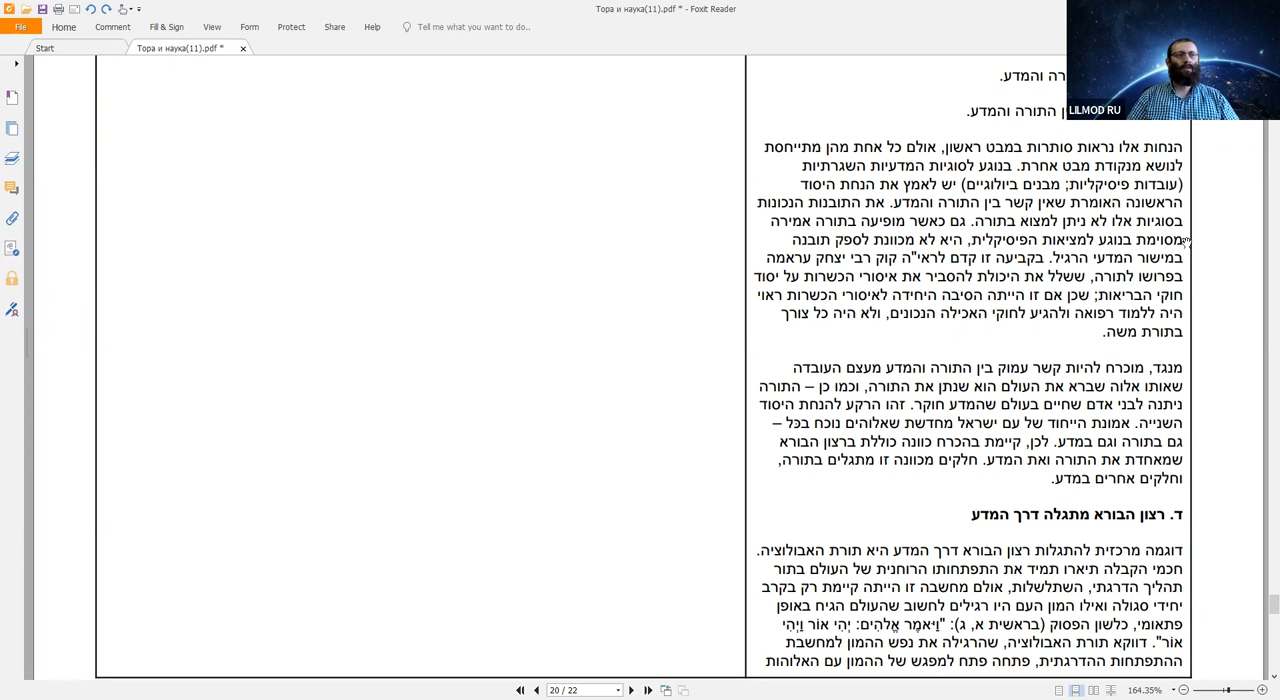 Тора и наука(11).pdf * - Foxit Reader
File Home Comment Fill & Sign View Form Protect Share Help Tell me what you want to do..
Start Тора и наука(11).pdf *
LILMOD RU
רה והמדע.
ן התורה והמדע.
הנחות אלו נראות סותרות במבט ראשון, אולם כל אחת מהן מתייחסת
לנושא מנקודת מבט אחרת. בנוגע לסוגיות המדעיות השגרתיות
(עובדות פיסיקליות; מבנים ביולוגיים) יש לאמץ את הנחת היסוד
הראשונה האומרת שאין קשר בין התורה והמדע. את התובנות הנכונות
בסוגיות אלו לא ניתן למצוא בתורה. גם כאשר מופיעה בתורה אמירה
מסוימת בנוגע למציאות הפיסיקלית, היא לא מכוונת לספק תובנה
במישור המדעי הרגיל. בקביעה זו קדם לראי"ה קוק רבי יצחק עראמה
בפרושו לתורה, ששלל את היכולת להסביר את איסורי הכשרות על יסוד
חוקי הבריאות; שכן אם זו הייתה הסיבה היחידה לאיסורי הכשרות ראוי
היה ללמוד רפואה ולהגיע לחוקי האכילה הנכונים, ולא היה כל צורך
בתורת משה.
מנגד, מוכרח להיות קשר עמוק בין התורה והמדע מעצם העובדה
שאותו אלוה שברא את העולם הוא שנתן את התורה, וכמו כן – התורה
ניתנה לבני אדם שחיים בעולם שהמדע חוקר. זהו הרקע להנחת היסוד
השנייה. אמונת הייחוד של עם ישראל מחדשת שאלוהים נוכח בכל –
גם בתורה וגם במדע. לכן, קיימת בהכרח כוונה כוללת ברצון הבורא
שמאחדת את התורה ואת המדע. חלקים מכוונה זו מתגלים בתורה,
וחלקים אחרים במדע.
ד. רצון הבורא מתגלה דרך המדע
דוגמה מרכזית להתגלות רצון הבורא דרך המדע היא תורת האבולוציה.
חכמי הקבלה תיארו תמיד את התפתחותו הרוחנית של העולם בתור
תהליך הדרגתי, השתלשלות, אולם מחשבה זו הייתה קיימת רק בקרב
יחידי סגולה ואילו המון העם היו רגילים לחשוב שהעולם הגיח באופן
פתאומי, כלשון הפסוק (בראשית א, ג): "וַיֹּאמֶר אֱלֹהִים: יְהִי אוֹר וַיְהִי
אוֹר". דווקא תורת האבולוציה, שהרגילה את נפש ההמון למחשבת
ההתפתחות ההדרגתית, פתחה פתח למפגש של ההמון עם האלוהות
20 / 22
164.35%